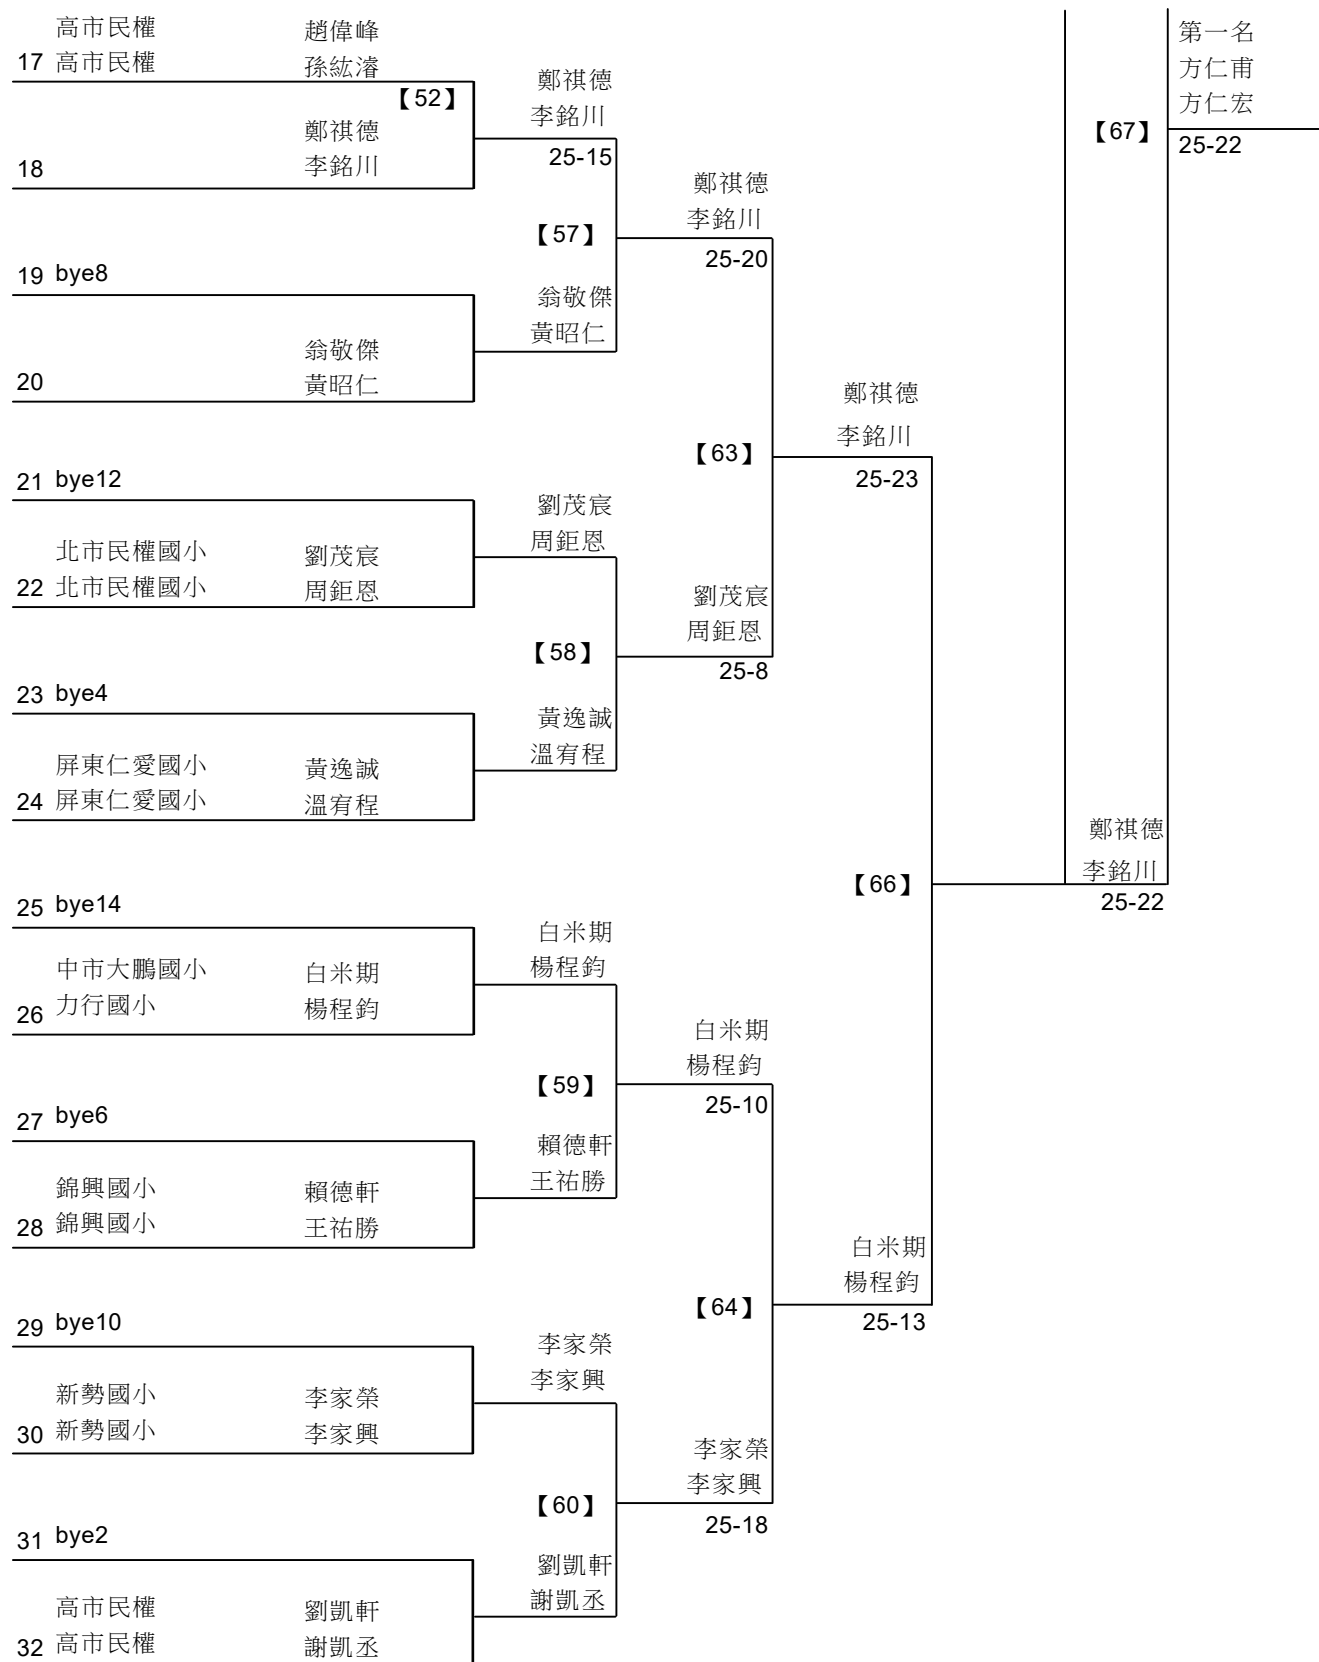 高市民權 趙偉峰
17 高市民權 孫紘濬
【52】
鄭祺德
李銘川
25-15
鄭祺德
18 李銘川
【57】
鄭祺德
李銘川
25-20
19 bye8
翁敬傑
黃昭仁
翁敬傑
20 黃昭仁
【63】
鄭祺德
李銘川
25-23
21 bye12
劉茂宸
周鉅恩
北市民權國小 劉茂宸
22 北市民權國小 周鉅恩
【58】
劉茂宸
周鉅恩
25-8
23 bye4
黃逸誠
溫宥程
屏東仁愛國小 黃逸誠
24 屏東仁愛國小 溫宥程
【66】
鄭祺德
李銘川
25-22
【67】
第一名
方仁甫
方仁宏
25-22
25 bye14
白米期
楊程鈞
中市大鵬國小 白米期
26 力行國小 楊程鈞
【59】
白米期
楊程鈞
25-10
27 bye6
賴德軒
王祐勝
錦興國小 賴德軒
28 錦興國小 王祐勝
【64】
白米期
楊程鈞
25-13
29 bye10
李家榮
李家興
新勢國小 李家榮
30 新勢國小 李家興
【60】
李家榮
李家興
25-18
31 bye2
劉凱軒
謝凱丞
高市民權 劉凱軒
32 高市民權 謝凱丞